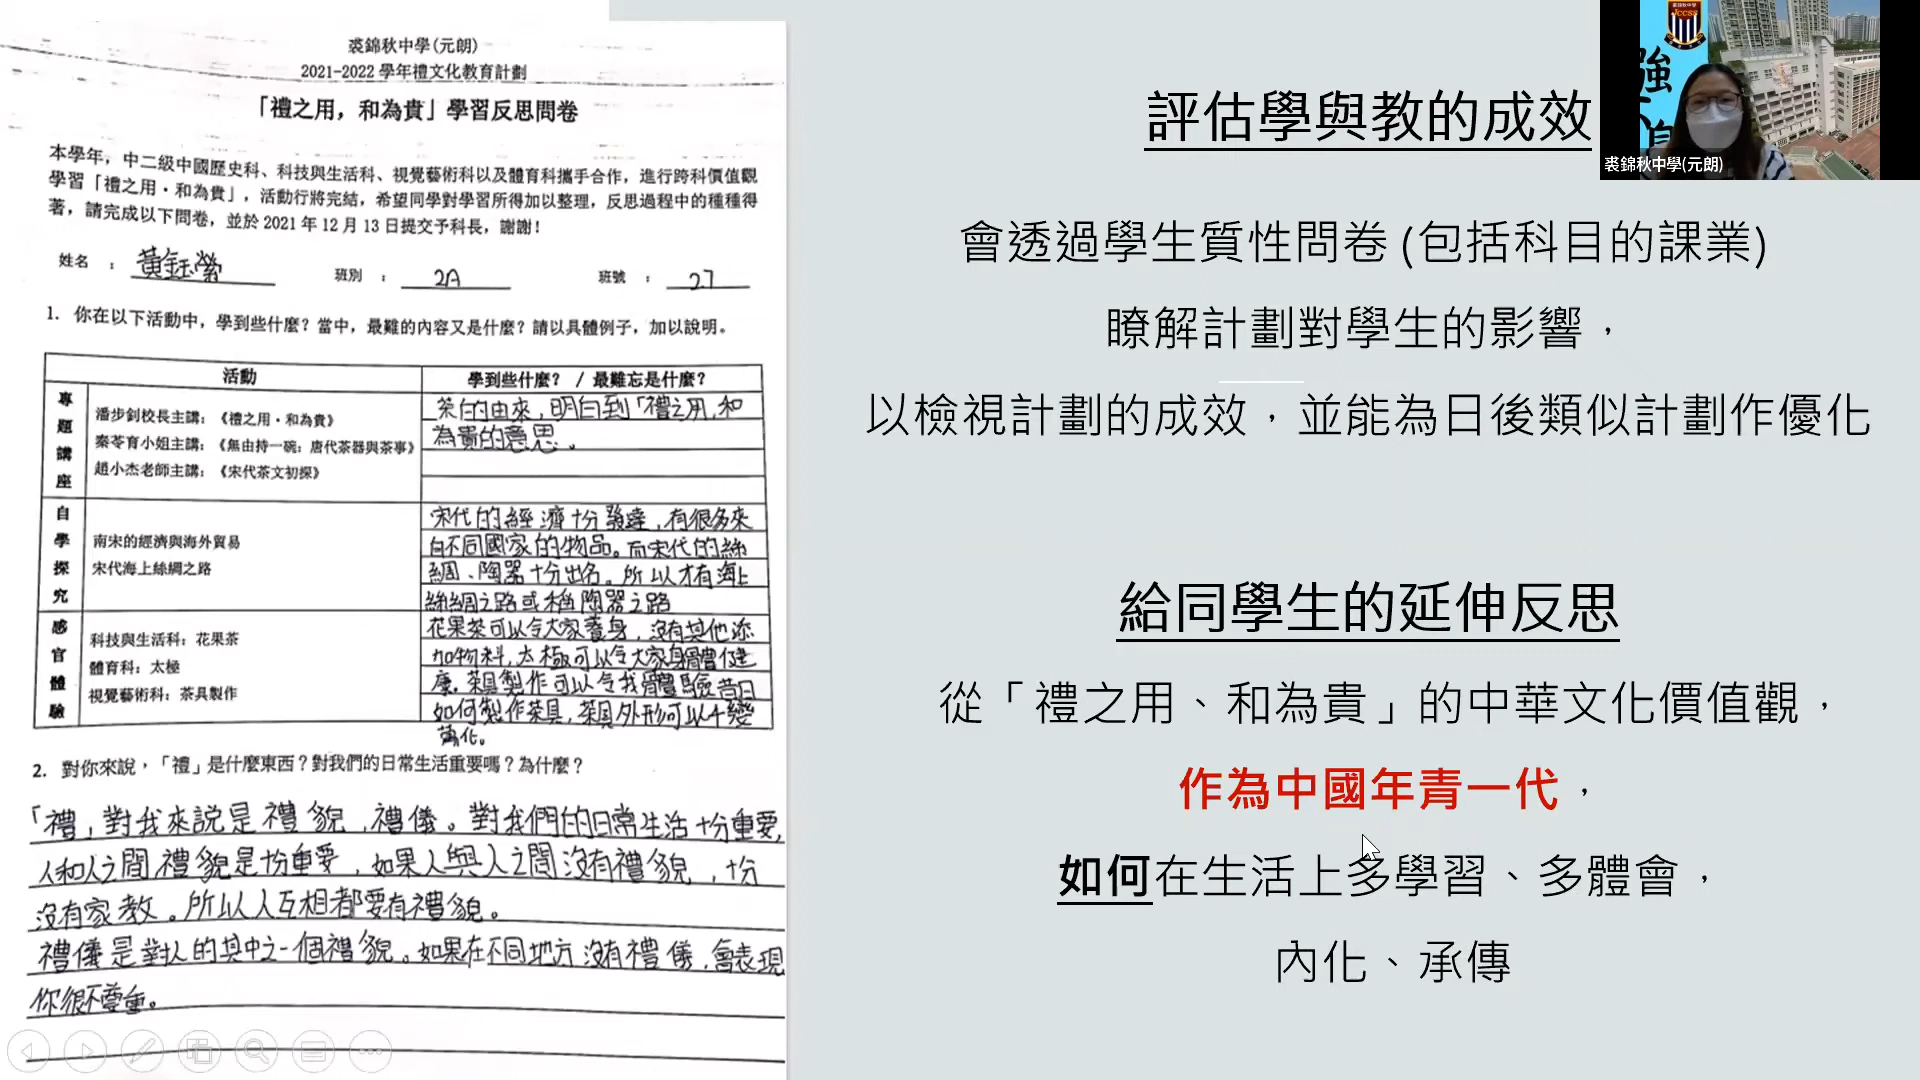 裘錦秋中學(元朗)
2021-2022 學年禮文化教育計劃
「禮之用，和為貴」學習反思問卷
本學年，中二級中國歷史科、科技與生活科、視覺藝術科以及體育科攜手合作，進行跨科價值觀
學習「禮之用・和為貴」，活動行將完結，希望同學對學習所得加以整理，反思過程中的種種得
著，請完成以下問卷，並於 2021 年 12 月 13 日提交予科長，謝謝！
姓名 ： 黃鈺瑩 班別 ： 2A 班號 ： 27
1. 你在以下活動中，學到些什麼？當中，最難的內容又是什麼？請以具體例子，加以說明。
活動
學到些什麼？ / 最難忘是什麼？
專題講座
潘步釗校長主講：《禮之用・和為貴》
秦苓育小姐主講：《無由持一碗：唐代茶器與茶事》
趙小杰老師主講：《宋代茶文初探》
茶的由來，明白到「禮之用，和
為貴的意思。
自學探究
南宋的經濟與海外貿易
宋代海上絲綢之路
宋代的經濟十份發達，有很多來
自不同國家的物品。而宋代的絲
綢、陶器十分出名。所以才有海上
絲綢之路或稱陶器之路
感官體驗
科技與生活科：花果茶
體育科：太極
視覺藝術科：茶具製作
花果茶可以令大家養身，沒有其他添
加物料，太極可以令大家身體健
康，茶具製作可以令我體驗昔日
如何製作茶具，茶具外形可以千變
萬化。
2. 對你來說，「禮」是什麼東西？對我們的日常生活重要嗎？為什麼？
「禮」對我來說是禮貌，禮儀。對我們的日常生活十份重要，
人和人之間禮貌是十份重要，如果人與人之間沒有禮貌，十份
沒有家教。所以人互相都要有禮貌。
禮儀是對人的其中之一個禮貌。如果在不同地方沒有禮儀，會表現
你很不尊重。
評估學與教的成效
會透過學生質性問卷 (包括科目的課業)
瞭解計劃對學生的影響，
以檢視計劃的成效，並能為日後類似計劃作優化
給同學生的延伸反思
從「禮之用、和為貴」的中華文化價值觀，
作為中國年青一代，
如何在生活上多學習、多體會，
內化、承傳
JCCSS
強
裘錦秋中學(元朗)